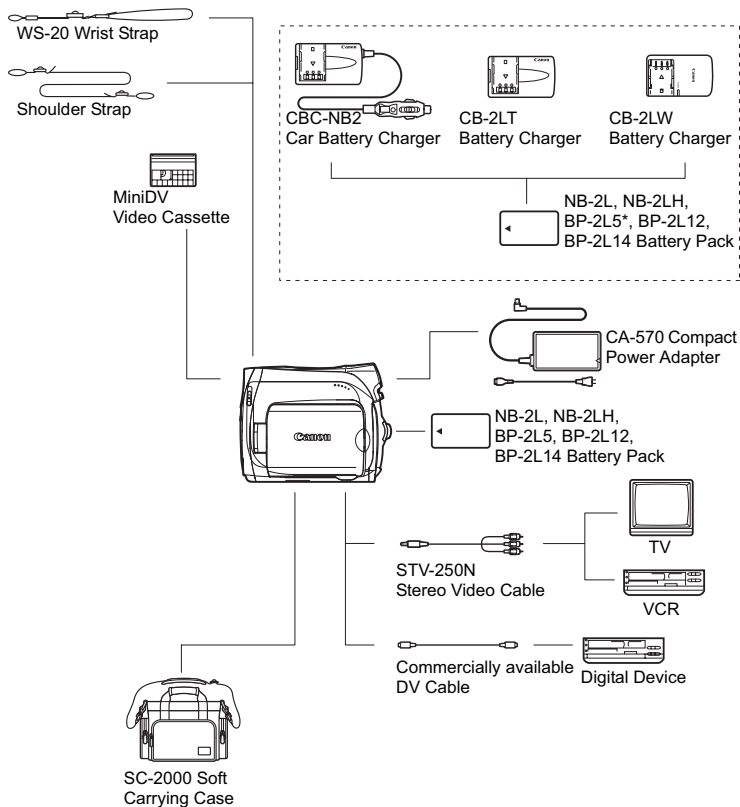 WS-20 Wrist Strap
Shoulder Strap
MiniDV
Video Cassette
Canon
CBC-NB2
Car Battery Charger
Canon
CB-2LT
Battery Charger
Canon
CB-2LW
Battery Charger
NB-2L, NB-2LH,
BP-2L5*, BP-2L12,
BP-2L14 Battery Pack
CA-570 Compact
Power Adapter
Canon
NB-2L, NB-2LH,
BP-2L5, BP-2L12,
BP-2L14 Battery Pack
STV-250N
Stereo Video Cable
TV
VCR
Commercially available
DV Cable
Digital Device
SC-2000 Soft
Carrying Case